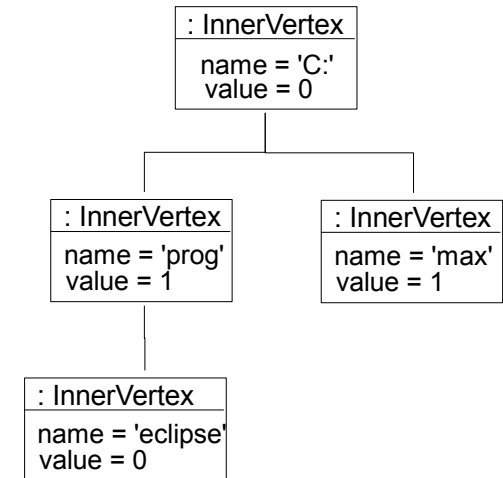 : InnerVertex
name = 'C:'
value = 0
: InnerVertex
name = 'prog'
value = 1
: InnerVertex
name = 'max'
value = 1
: InnerVertex
name = 'eclipse'
value = 0